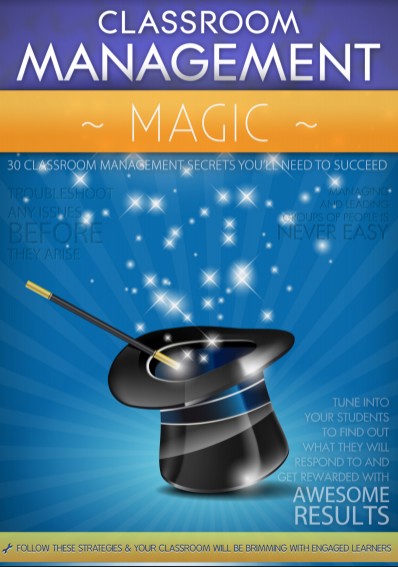 CLASSROOM
MANAGEMENT
~ MAGIC ~
30 CLASSROOM MANAGEMENT SECRETS YOU'LL NEED TO SUCCEED
TROUBLESHOOT
ANY ISSUES
BEFORE
THEY ARISE
MANAGING
AND LEADING
GROUPS OF PEOPLE IS
NEVER EASY
TUNE INTO
YOUR STUDENTS
TO FIND OUT
WHAT THEY WILL
RESPOND TO AND
GET REWARDED WITH
AWESOME
RESULTS
FOLLOW THESE STRATEGIES & YOUR CLASSROOM WILL BE BRIMMING WITH ENGAGED LEARNERS